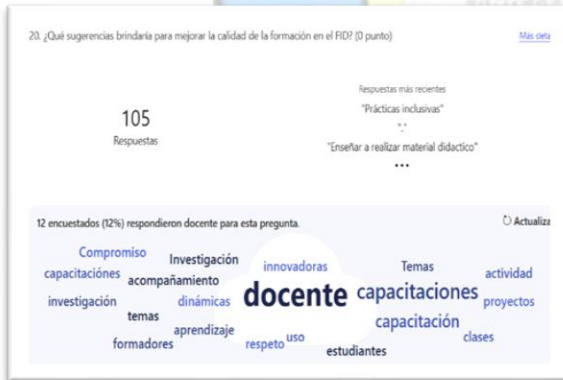 20. ¿Qué sugerencias brindaría para mejorar la calidad de la formación en el FID? (0 punto)
Más deta
105
Respuestas
Respuestas más recientes
"Prácticas inclusivas"
"."
"Enseñar a realizar material didactico"
•••
12 encuestados (12%) respondieron docente para esta pregunta.
Actualiza
Compromiso
Investigación
innovadoras
Temas
capacitaciónes
acompañamiento
actividad
investigación
dinámicas
docente
capacitaciones
proyectos
temas
capacitación
aprendizaje
formadores
respeto
uso
clases
estudiantes